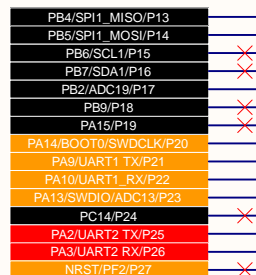 PB4/SPI1_MISO/P13
PB5/SPI1_MOSI/P14
PB6/SCL1/P15
PB7/SDA1/P16
PB2/ADC19/P17
PB9/P18
PA15/P19
PA14/BOOT0/SWDCLK/P20
PA9/UART1 TX/P21
PA10/UART1_RX/P22
PA13/SWDIO/ADC13/P23
PC14/P24
PA2/UART2 TX/P25
PA3/UART2 RX/P26
NRST/PF2/P27